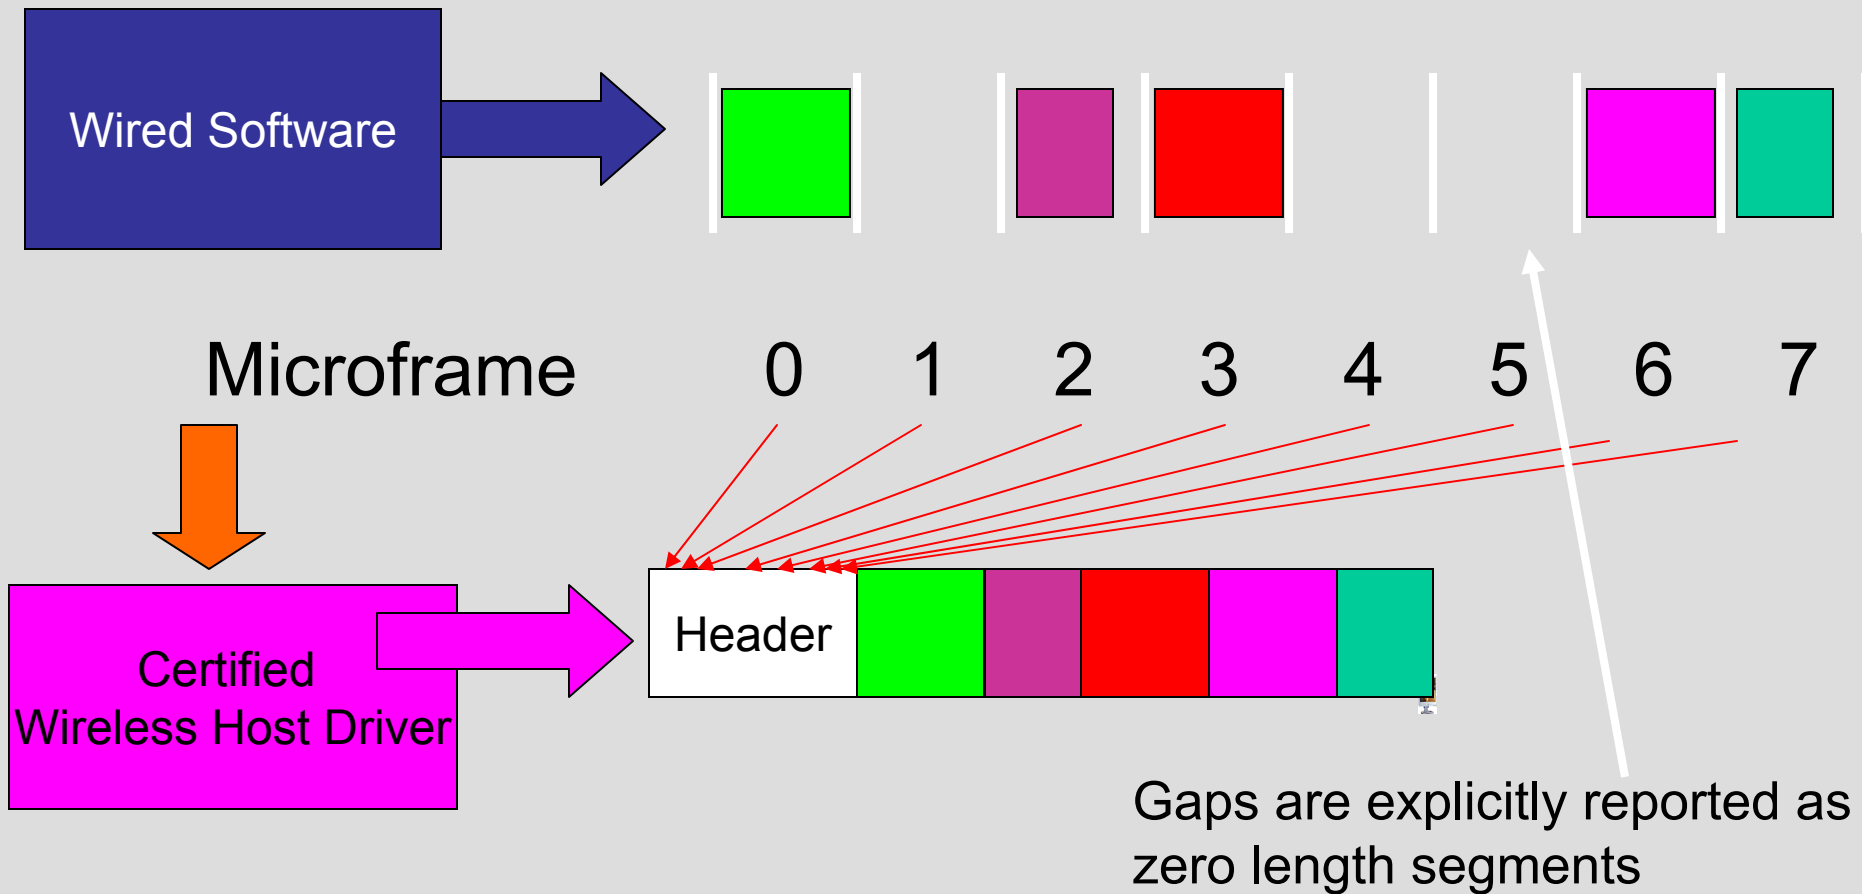 Wired Software
Microframe 0 1 2 3 4 5 6 7
Header
Certified
Wireless Host Driver
Gaps are explicitly reported as
zero length segments